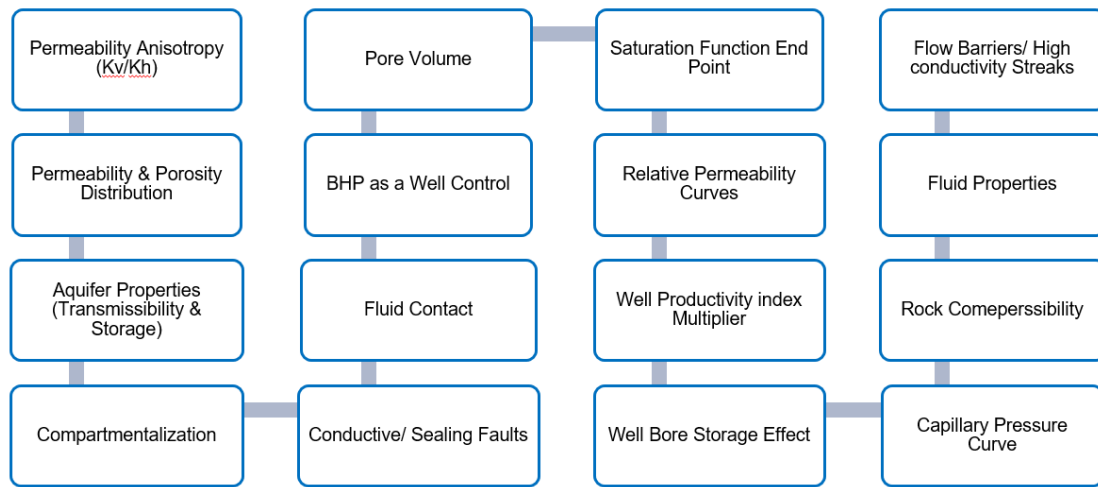 Permeability Anisotropy
(Kv/Kh)
Permeability & Porosity
Distribution
Aquifer Properties
(Transmissibility &
Storage)
Compartmentalization
Conductive/ Sealing Faults
Fluid Contact
BHP as a Well Control
Pore Volume
Saturation Function End
Point
Relative Permeability
Curves
Well Productivity index
Multiplier
Well Bore Storage Effect
Capillary Pressure
Curve
Rock Comeperssibility
Fluid Properties
Flow Barriers/ High
conductivity Streaks